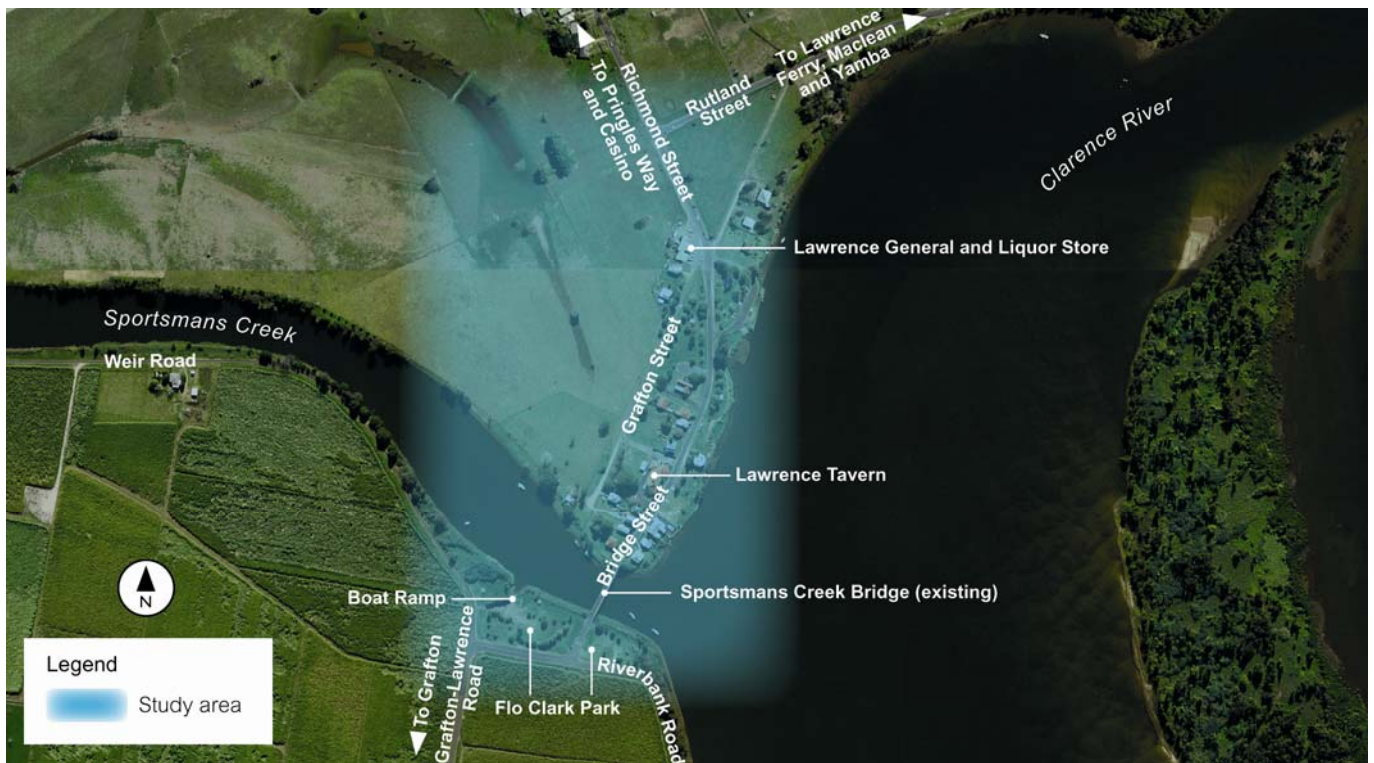 To Lawrence
Ferry, Maclean
and Yamba
Rutland
Street
Richmond Street
To Pringles Way
and Casino
Clarence River
Lawrence General and Liquor Store
Sportsmans Creek
Weir Road
Grafton Street
Lawrence Tavern
Bridge Street
Boat Ramp
Sportsmans Creek Bridge (existing)
N
To Grafton
Grafton-Lawrence
Road
Flo Clark Park
Riverbank Road
Legend
Study area